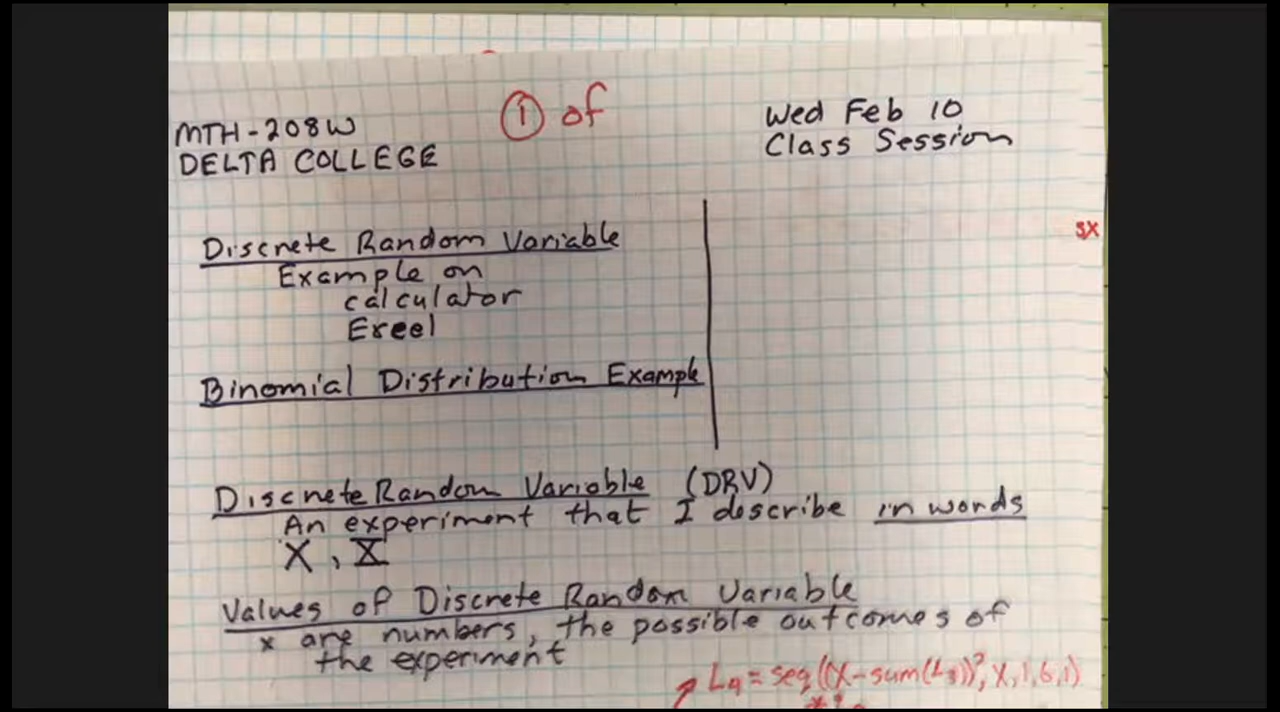 ① of
Wed Feb 10
MTH-208W
Class Session
DELTA COLLEGE
Discrete Random Variable
3X
Example on
calculator
Excel
Binomial Distribution Example
Discrete Random Variable (DRV)
An experiment that I describe in words
X, X
Values of Discrete Random Variable
x are numbers, the possible outcomes of
the experiment
L4 = seq((X-sum(L3))², X, 1, 6, 1)